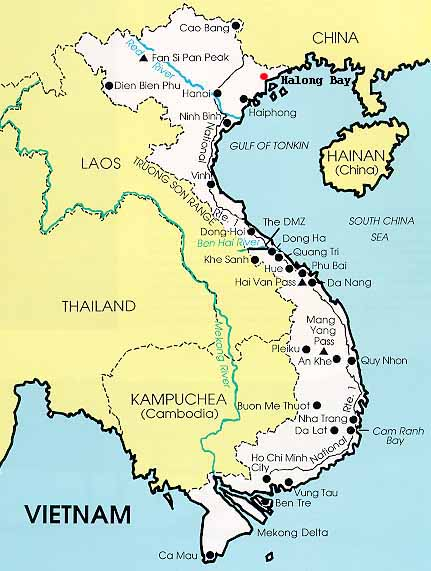 Cao Bang
CHINA
Red
River
Fan Si Pan Peak
Halong Bay
Dien Bien Phu
Hanoi
Haiphong
Ninh Binh
National
GULF OF TONKIN
HAINAN
(China)
LAOS
TRUONG SON RANGE
Vinh
Rte. 1
The DMZ
SOUTH CHINA
SEA
Dong Hoi
Dong Ha
Ben Hai River
Quang Tri
Khe Sanh
Hue
Phu Bai
Hai Van Pass
Da Nang
THAILAND
Mekong River
Mang
Yang
Pass
Pleiku
An Khe
Quy Nhon
KAMPUCHEA
(Cambodia)
Buon Me Thuot
Rte. 1
Nha Trang
Da Lat
Cam Ranh
Bay
National
Ho Chi Minh
City
Vung Tau
Ben Tre
VIETNAM
Mekong Delta
Ca Mau